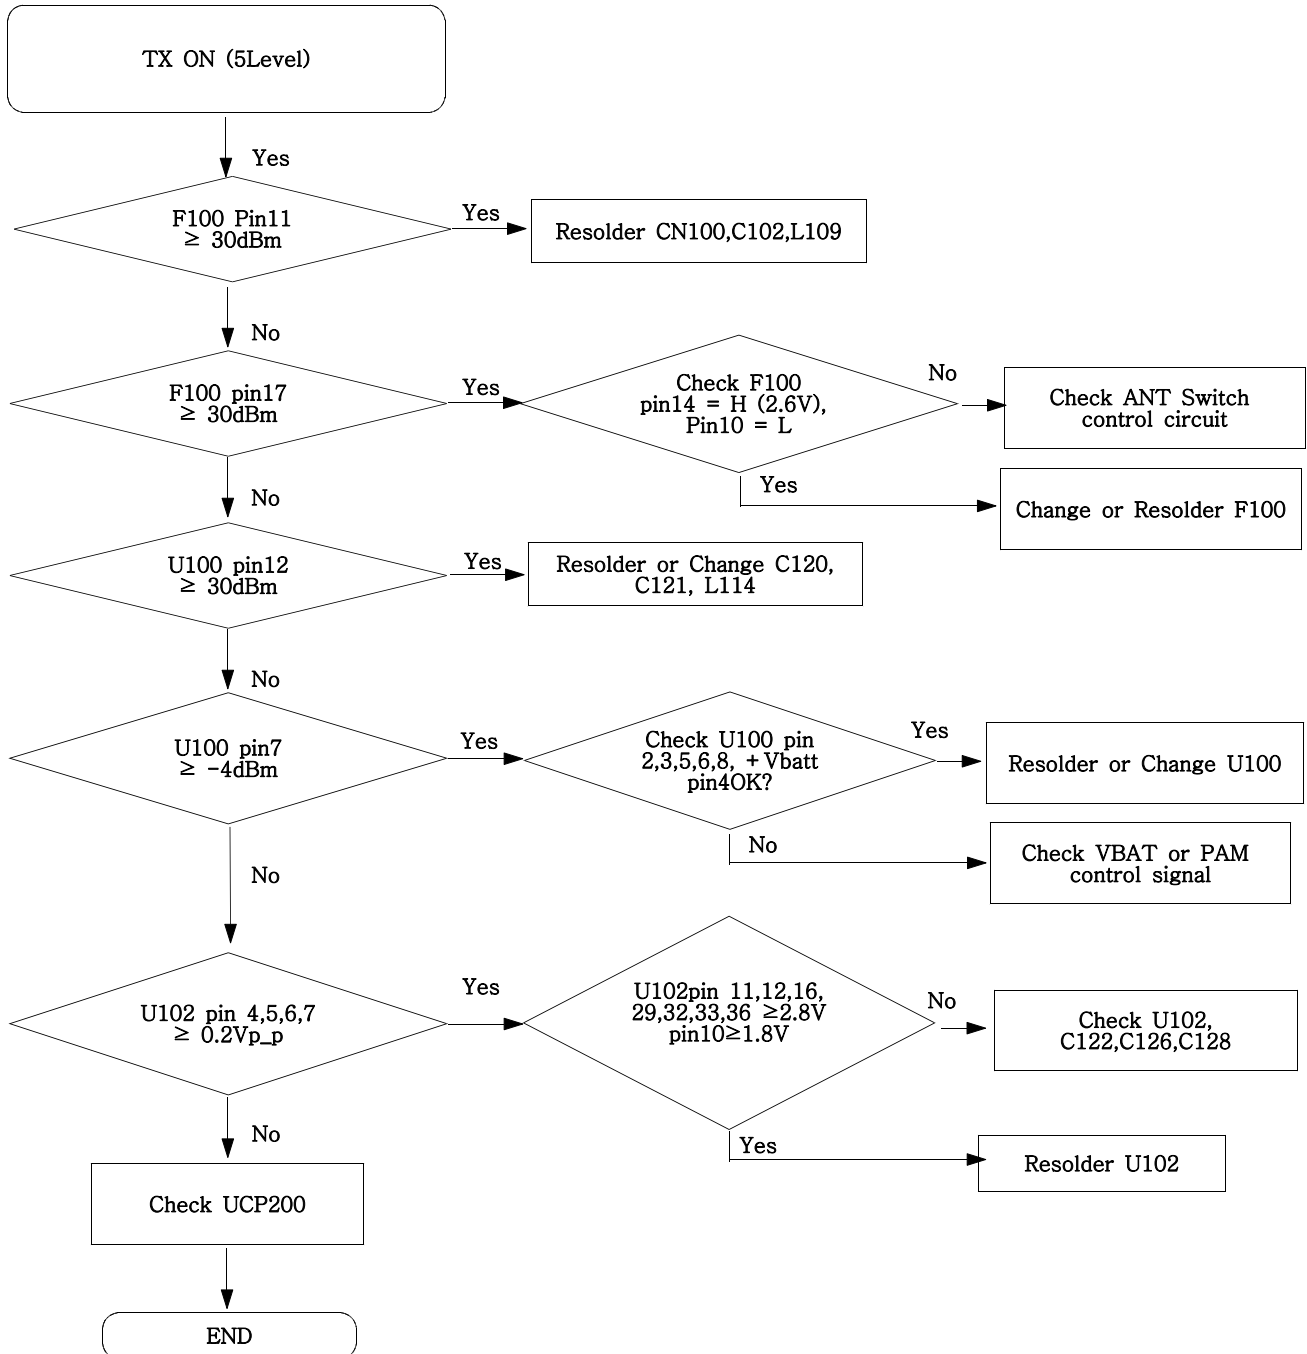 TX ON (5Level)
Yes
F100 Pin11
≥ 30dBm
Yes
Resolder CN100,C102,L109
No
F100 pin17
≥ 30dBm
Yes
Check F100
pin14 = H (2.6V),
Pin10 = L
No
Check ANT Switch
control circuit
Yes
Change or Resolder F100
No
U100 pin12
≥ 30dBm
Yes
Resolder or Change C120,
C121, L114
No
U100 pin7
≥ -4dBm
Yes
Check U100 pin
2,3,5,6,8, +Vbatt
pin4OK?
Yes
Resolder or Change U100
No
Check VBAT or PAM
control signal
No
U102 pin 4,5,6,7
≥ 0.2Vp_p
Yes
U102pin 11,12,16,
29,32,33,36 ≥2.8V
pin10≥1.8V
No
Check U102,
C122,C126,C128
Yes
Resolder U102
No
Check UCP200
END